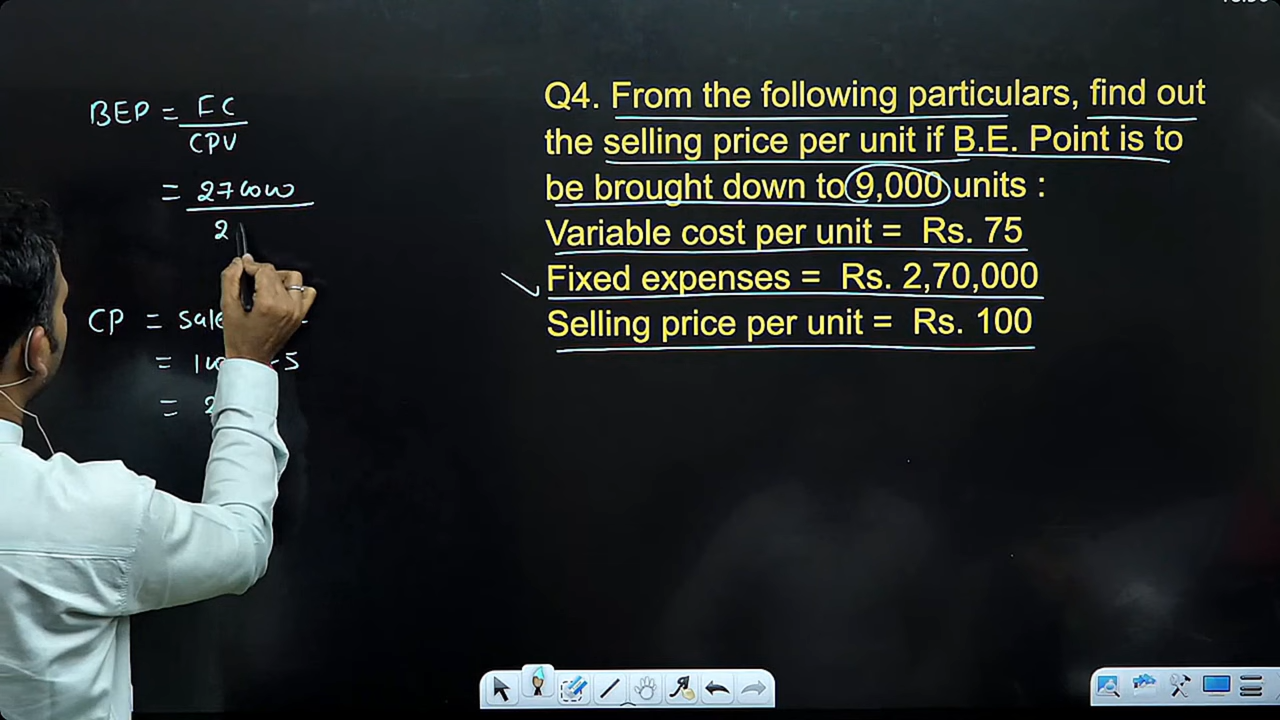 BEP = FC
CPU
= 270000
2
CP = Sale
= 5
= 2
Q4. From the following particulars, find out
the selling price per unit if B.E. Point is to
be brought down to 9,000 units :
Variable cost per unit = Rs. 75
Fixed expenses = Rs. 2,70,000
Selling price per unit = Rs. 100